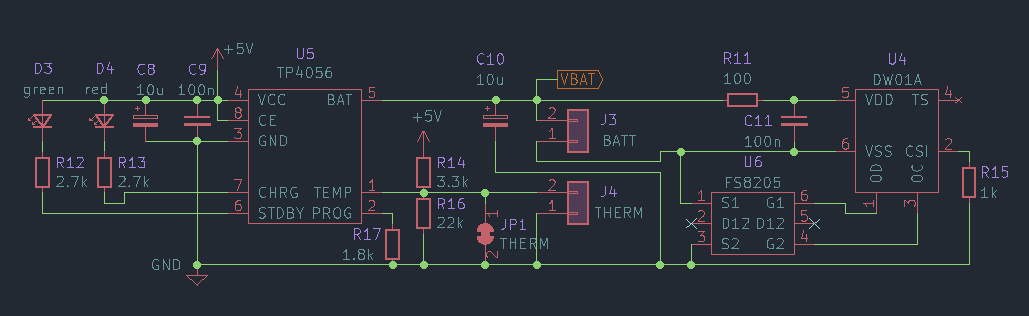 +5V
D3
green
D4
red
C8
10u
C9
100n
U5
TP4056
4
VCC
BAT
5
8
CE
3
GND
7
CHRG
TEMP
1
6
STDBY
PROG
2
R12
2.7k
R13
2.7k
+5V
R14
3.3k
R16
22k
R17
1.8k
GND
C10
10u
VBAT
2
1
J3
BATT
2
1
J4
THERM
1
JP1
THERM
2
R11
100
C11
100n
U4
DW01A
5
VDD
TS
4
6
VSS
CSI
2
OD
OC
1
3
R15
1k
U6
FS8205
1
S1
G1
6
2
D12
D12
5
3
S2
G2
4